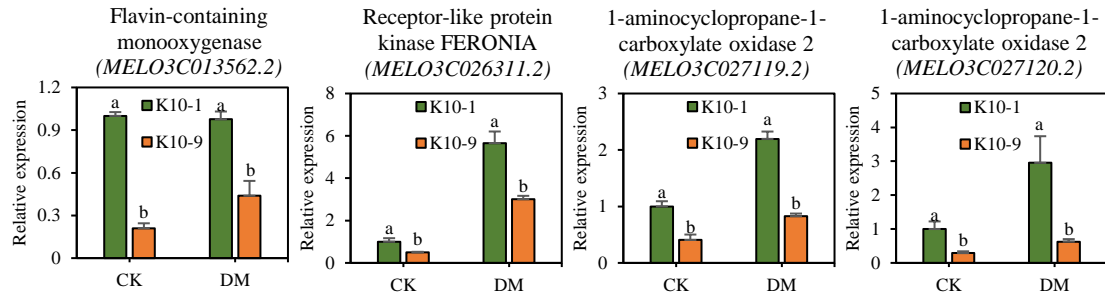 Flavin-containing
monooxygenase
(MELO3C013562.2)
Relative expression
1.2
0.9
0.6
0.3
0
K10-1
K10-9
a
b
a
b
CK
DM
Receptor-like protein
kinase FERONIA
(MELO3C026311.2)
Relative expression
8
6
4
2
0
K10-1
K10-9
a
b
a
b
CK
DM
1-aminocyclopropane-1-
carboxylate oxidase 2
(MELO3C027119.2)
Relative expression
3
2
1
0
K10-1
K10-9
a
b
a
b
CK
DM
1-aminocyclopropane-1-
carboxylate oxidase 2
(MELO3C027120.2)
Relative expression
5
4
3
2
1
0
K10-1
K10-9
a
b
a
b
CK
DM